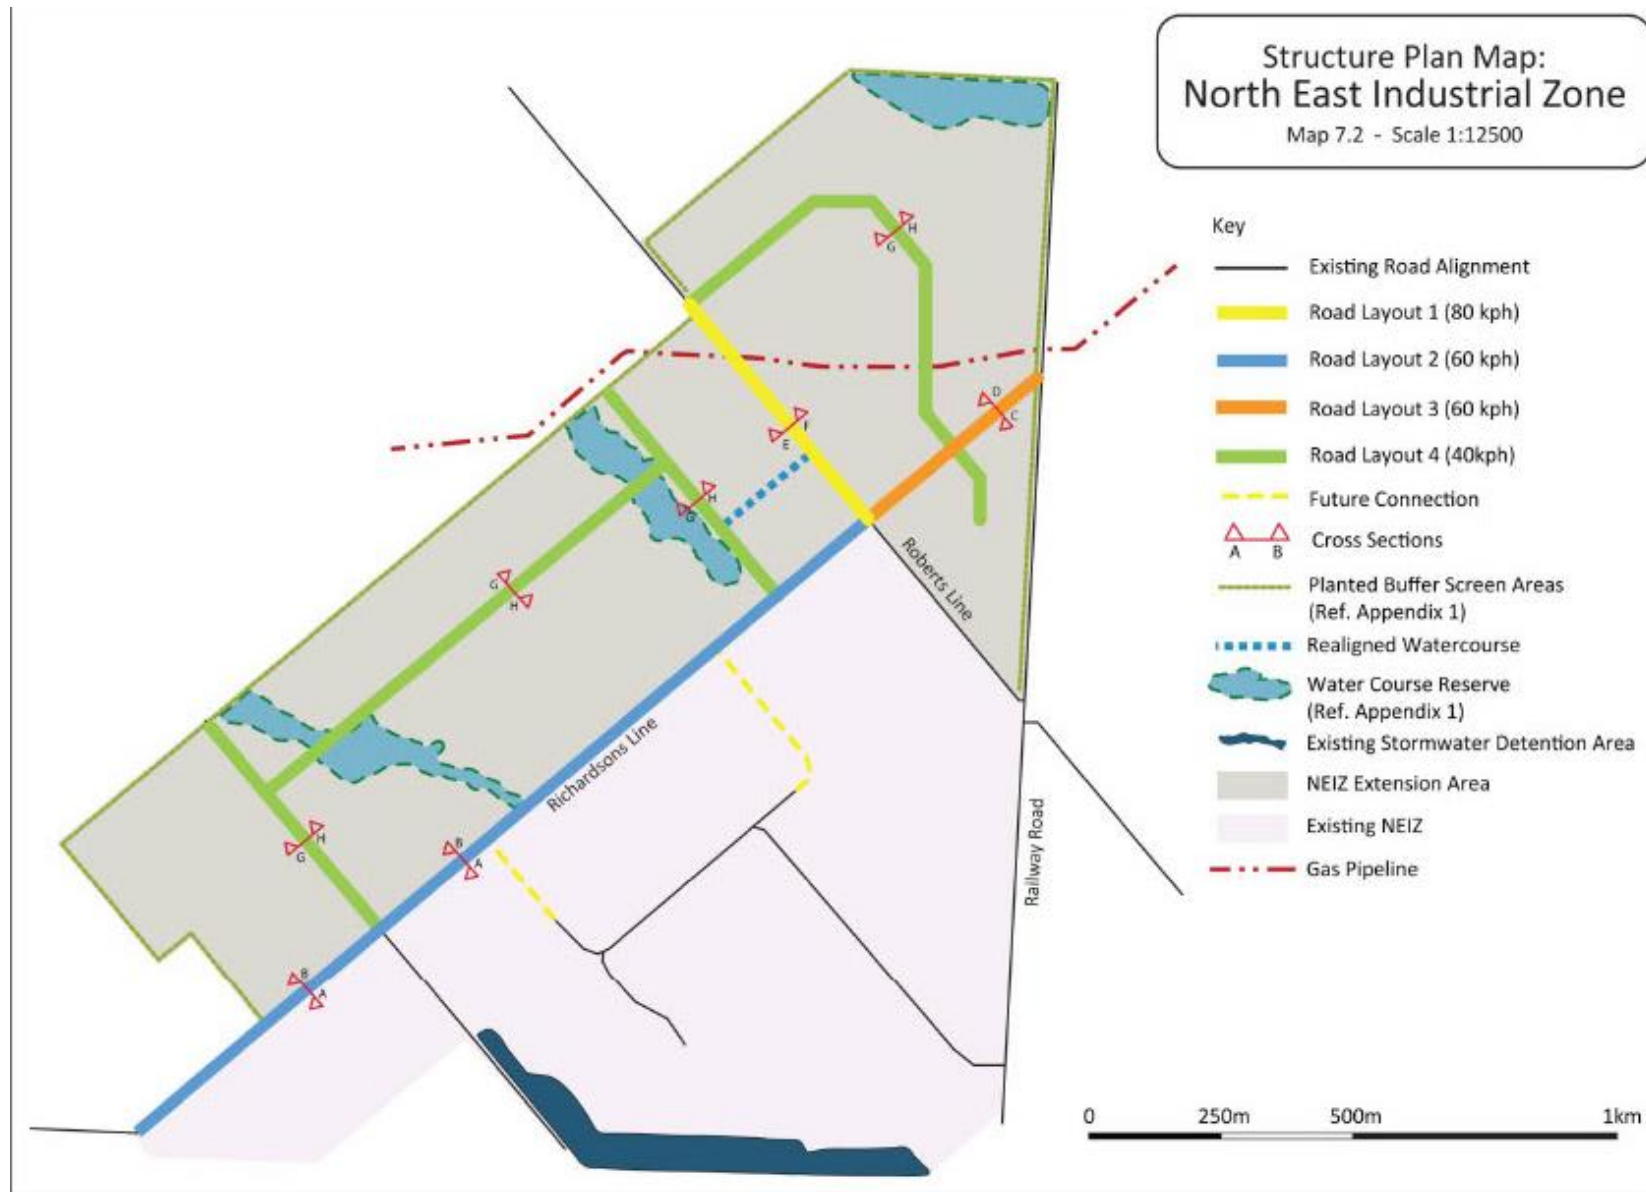 Structure Plan Map:
North East Industrial Zone
Map 7.2 - Scale 1:12500
Key
Existing Road Alignment
Road Layout 1 (80 kph)
Road Layout 2 (60 kph)
Road Layout 3 (60 kph)
Road Layout 4 (40kph)
Future Connection
A B Cross Sections
Planted Buffer Screen Areas
(Ref. Appendix 1)
Realigned Watercourse
Water Course Reserve
(Ref. Appendix 1)
Existing Stormwater Detention Area
NEIZ Extension Area
Existing NEIZ
Gas Pipeline
H
G
D
C
F
E
H
G
G
H
H
G
B
A
B
A
Roberts Line
Richardsons Line
Railway Road
0 250m 500m 1km